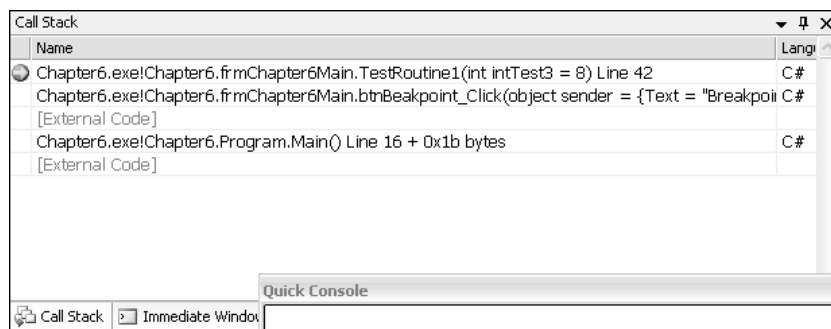 Call Stack
Name Langu
Chapter6.exe!Chapter6.frmChapter6Main.TestRoutine1(int intTest3 = 8) Line 42 C#
Chapter6.exe!Chapter6.frmChapter6Main.btnBeakpoint_Click(object sender = {Text = "Breakpoi C#
[External Code]
Chapter6.exe!Chapter6.Program.Main() Line 16 + 0x1b bytes C#
[External Code]
Quick Console
Call Stack Immediate Window